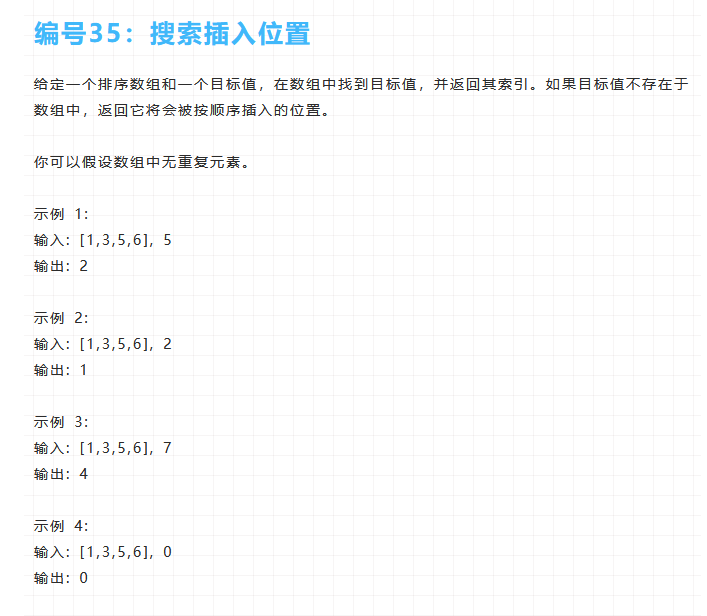 编号35：搜索插入位置
给定一个排序数组和一个目标值，在数组中找到目标值，并返回其索引。如果目标值不存在于
数组中，返回它将会被按顺序插入的位置。
你可以假设数组中无重复元素。
示例 1:
输入: [1,3,5,6], 5
输出: 2
示例 2:
输入: [1,3,5,6], 2
输出: 1
示例 3:
输入: [1,3,5,6], 7
输出: 4
示例 4:
输入: [1,3,5,6], 0
输出: 0